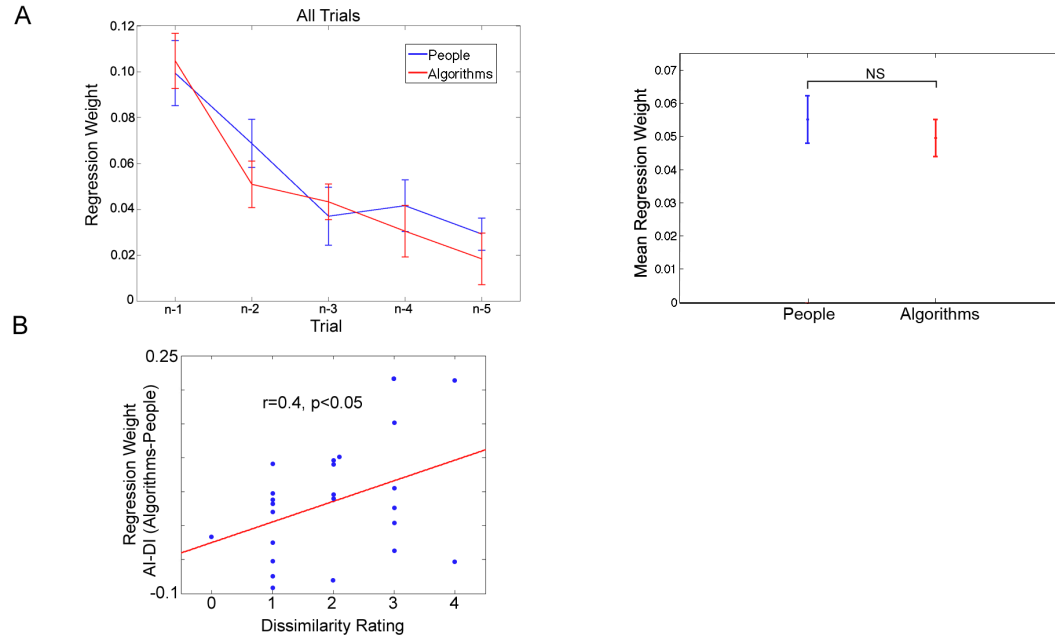 A
All Trials
0.12
0.10
0.08
0.06
0.04
0.02
0
Regression Weight
People
Algorithms
n-1
n-2
n-3
n-4
n-5
Trial
0.07
0.06
0.05
0.04
0.03
0.02
0.01
0
Mean Regression Weight
NS
People
Algorithms
B
0.25
-0.1
Regression Weight
AI-DI (Algorithms-People)
r=0.4, p<0.05
0
1
2
3
4
Dissimilarity Rating